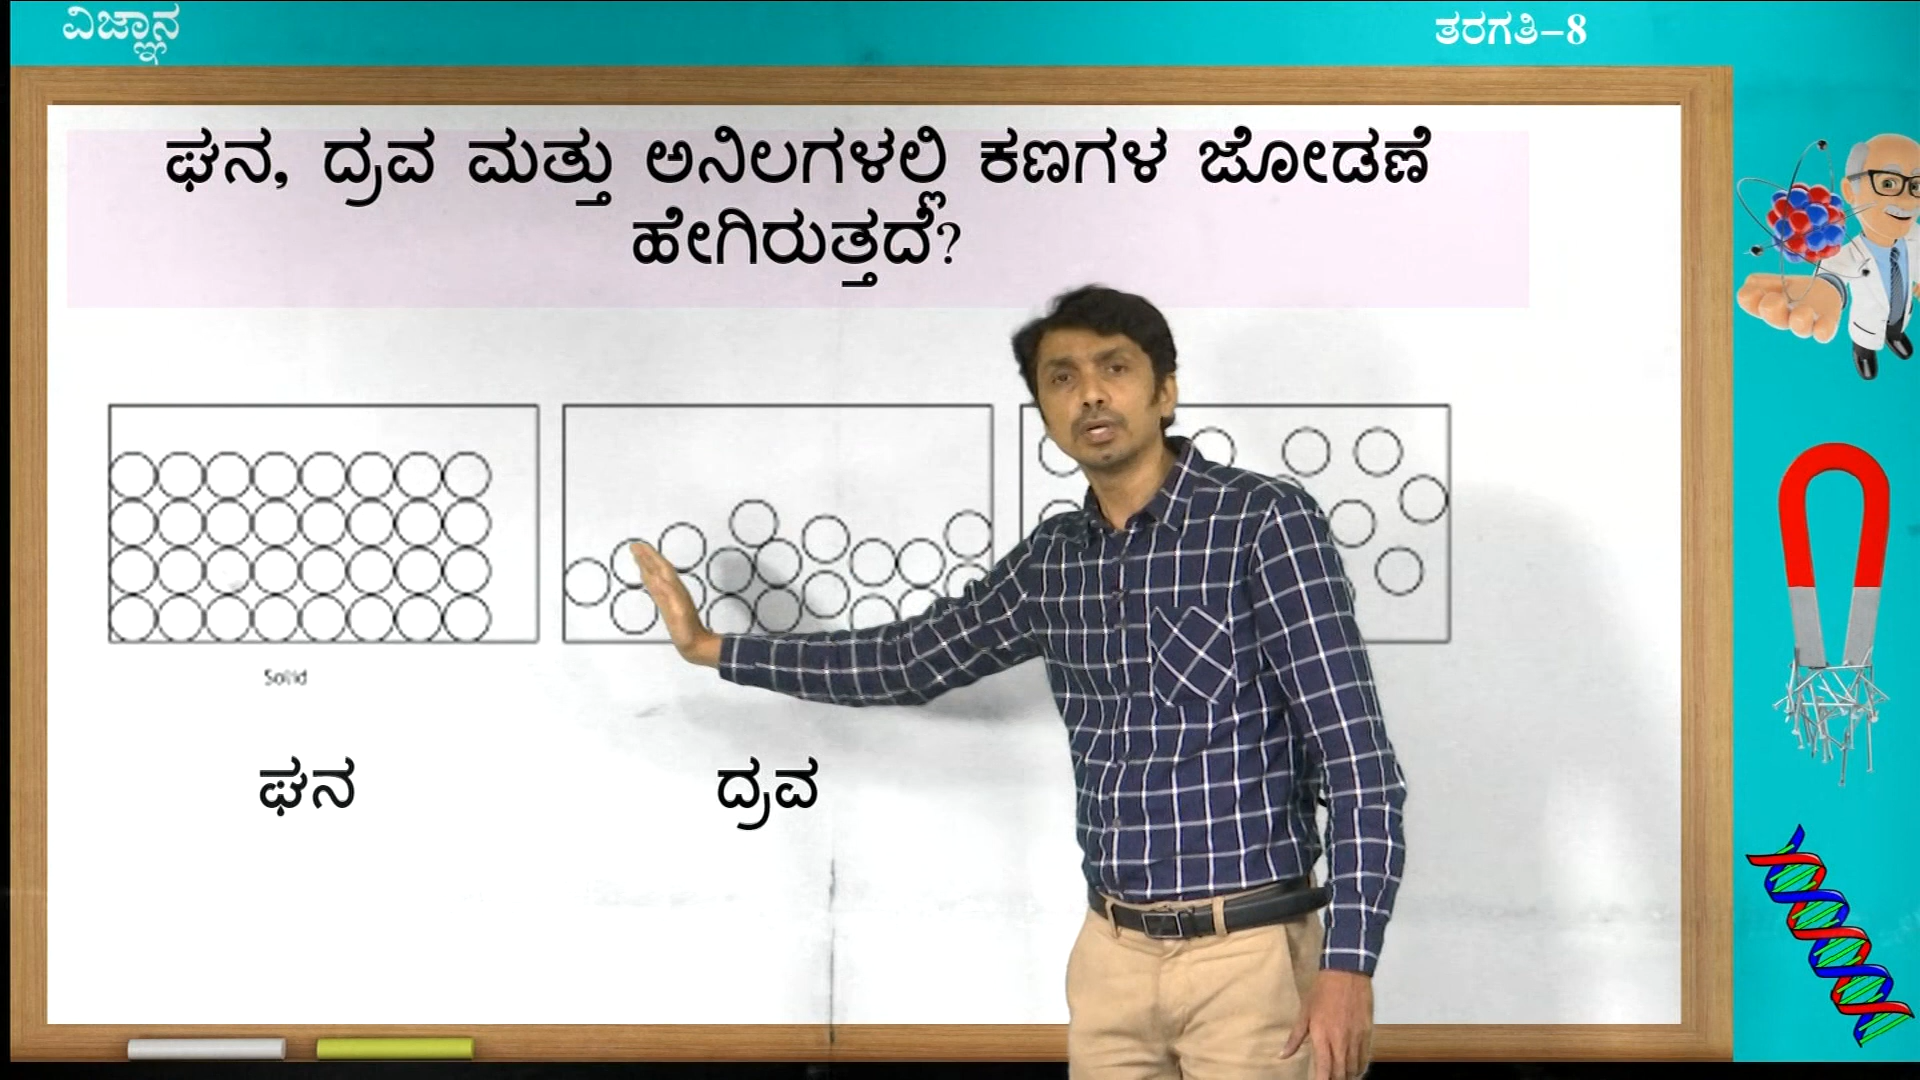 ವಿಜ್ಞಾನ
ತರಗತಿ–8
ಘನ, ದ್ರವ ಮತ್ತು ಅನಿಲಗಳಲ್ಲಿ ಕಣಗಳ ಜೋಡಣೆ
ಹೇಗಿರುತ್ತದೆ?
Solid
ಘನ
ದ್ರವ